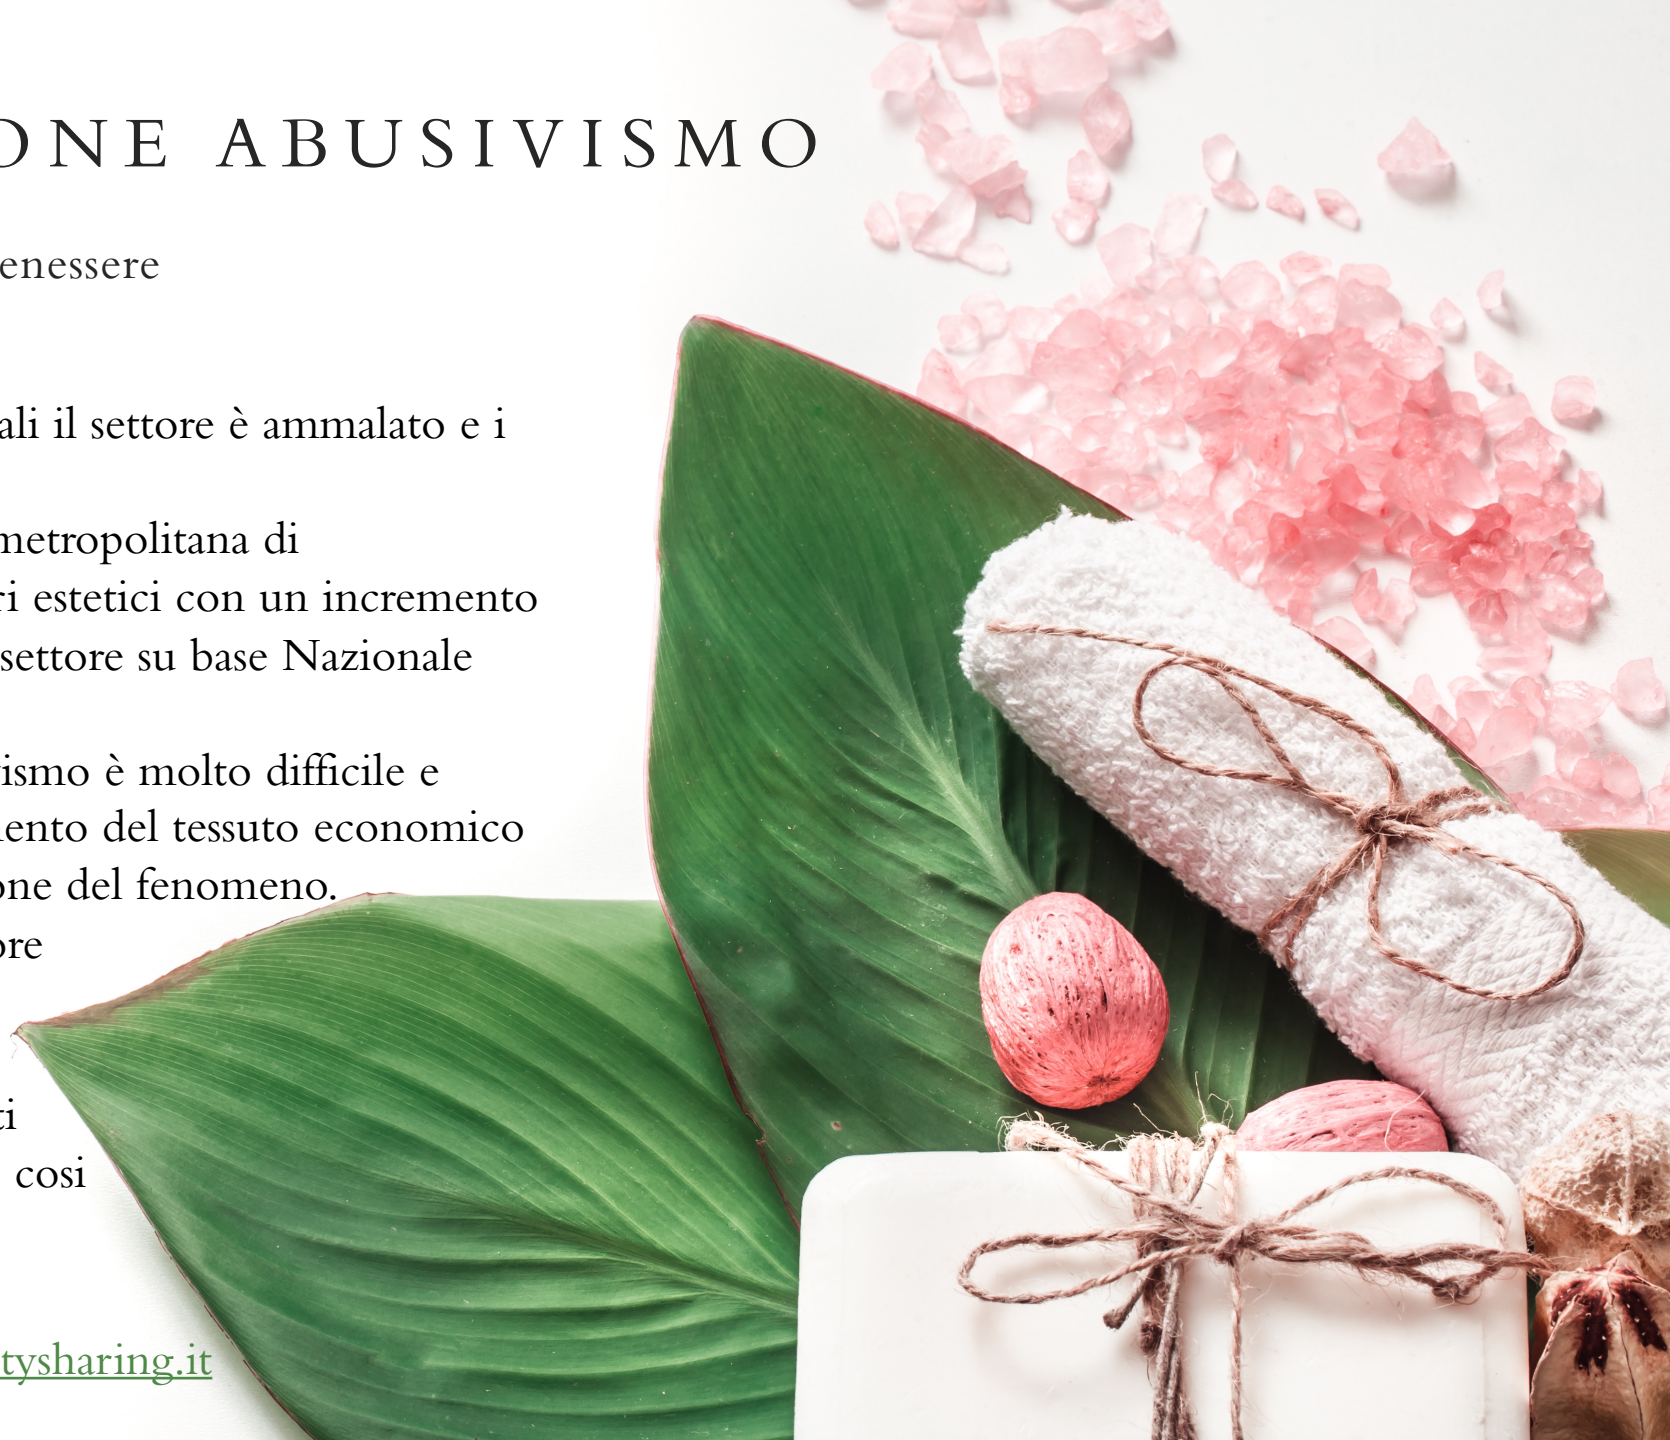 ONE ABUSIVISMO
enessere
ali il settore è ammalato e i
metropolitana di
ri estetici con un incremento
settore su base Nazionale
ismo è molto difficile e
ento del tessuto economico
one del fenomeno.
ore
ti
cosi
tysharing.it